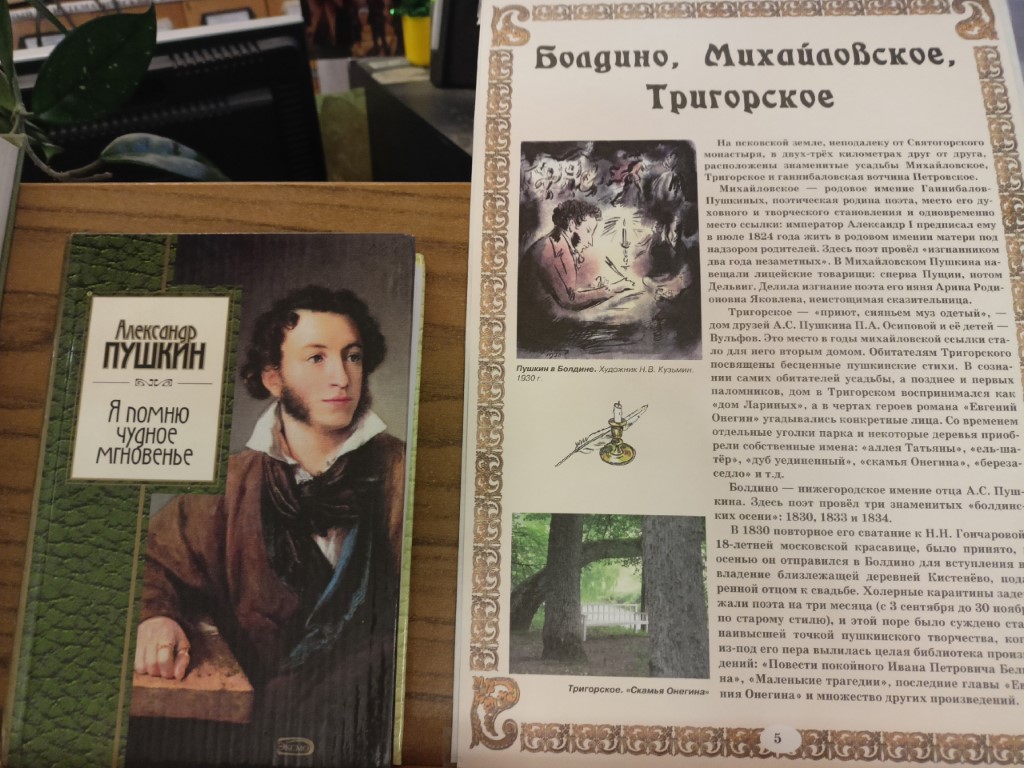 Александр
ПУШКИН
Я помню
чудное
мгновенье
ЭКСМО
Болдино, Михайловское,
Тригорское
На псковской земле, неподалеку от Святогорского
монастыря, в двух-трёх километрах друг от друга,
расположены знаменитые усадьбы Михайловское,
Тригорское и ганнибаловская вотчина Петровское.
Михайловское — родовое имение Ганнибалов-
Пушкиных, поэтическая родина поэта, место его ду-
ховного и творческого становления и одновременно
место ссылки: император Александр I предписал ему
в июле 1824 года жить в родовом имении матери под
надзором родителей. Здесь поэт провёл «изгнанником
два года незаметных». В Михайловском Пушкина на-
вещали лицейские товарищи: сперва Пущин, потом
Дельвиг. Делила изгнание поэта его няня Арина Роди-
оновна Яковлева, неистощимая сказительница.
Тригорское — «приют, сияньем муз одетый», —
дом друзей А.С. Пушкина П.А. Осиповой и её детей —
Вульфов. Это место в годы михайловской ссылки ста-
ло для него вторым домом. Обитателям Тригорского
посвящены бесценные пушкинские стихи. В созна-
нии самих обитателей усадьбы, а позднее и первых
паломников, дом в Тригорском воспринимался как
«дом Лариных», а в чертах героев романа «Евгений
Онегин» угадывались конкретные лица. Со временем
отдельные уголки парка и некоторые деревья приоб-
рели собственные имена: «аллея Татьяны», «ель-ша-
тёр», «дуб уединенный», «скамья Онегина», «береза-
седло» и т.д.
Болдино — нижегородское имение отца А.С. Пуш-
кина. Здесь поэт провёл три знаменитых «болдинс-
ких осени»: 1830, 1833 и 1834.
В 1830 повторное его сватание к Н.Н. Гончаровой
18-летней московской красавице, было принято,
осенью он отправился в Болдино для вступления в
владение близлежащей деревней Кистенёво, пода
ренной отцом к свадьбе. Холерные карантины заде
жали поэта на три месяца (с 3 сентября до 30 нояб
по старому стилю), и этой поре было суждено ста
наивысшей точкой пушкинского творчества, ког
из-под его пера вылилась целая библиотека произ
дений: «Повести покойного Ивана Петровича Бел
на», «Маленькие трагедии», последние главы «Ев
ния Онегина» и множество других произведений.
Пушкин в Болдине. Художник Н.В. Кузьмин.
1930 г.
Тригорское. «Скамья Онегина»
5